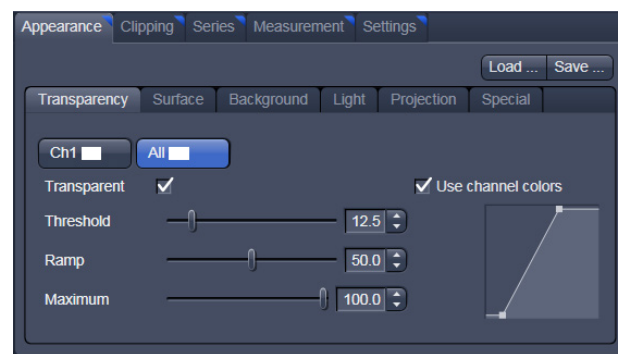 Appearance Clipping Series Measurement Settings
Load ... Save ...
Transparency Surface Background Light Projection Special
Ch1 All
Transparent Use channel colors
Threshold 12.5
Ramp 50.0
Maximum 100.0